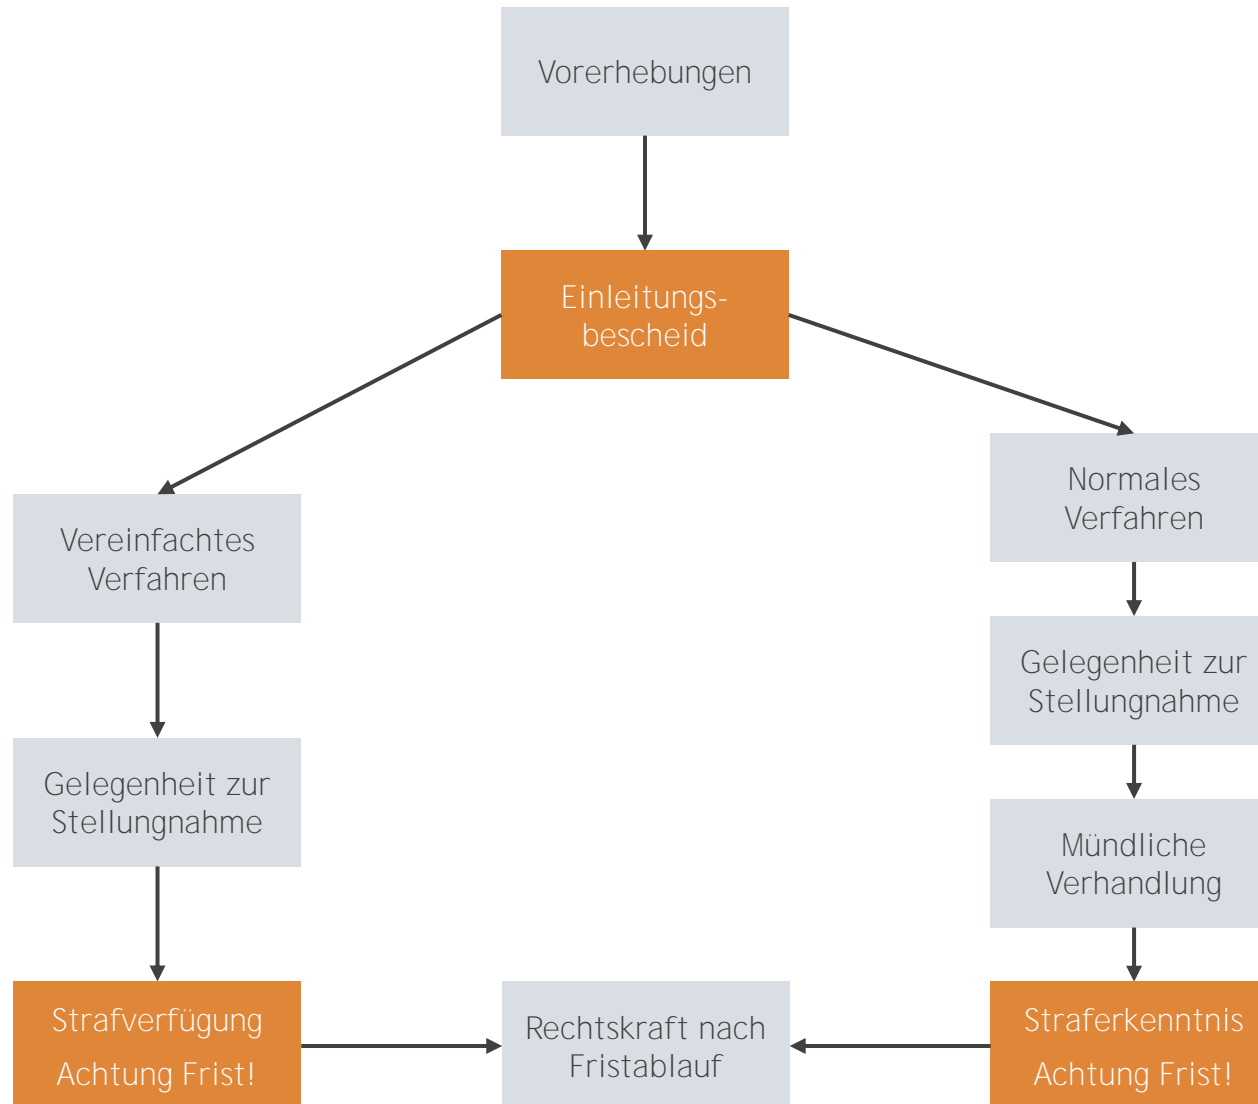 Vorerhebungen
Einleitungs-
bescheid
Normales
Verfahren
Vereinfachtes
Verfahren
Gelegenheit zur
Stellungnahme
Gelegenheit zur
Stellungnahme
Mündliche
Verhandlung
Strafverfügung
Achtung Frist!
Rechtskraft nach
Fristablauf
Straferkenntnis
Achtung Frist!